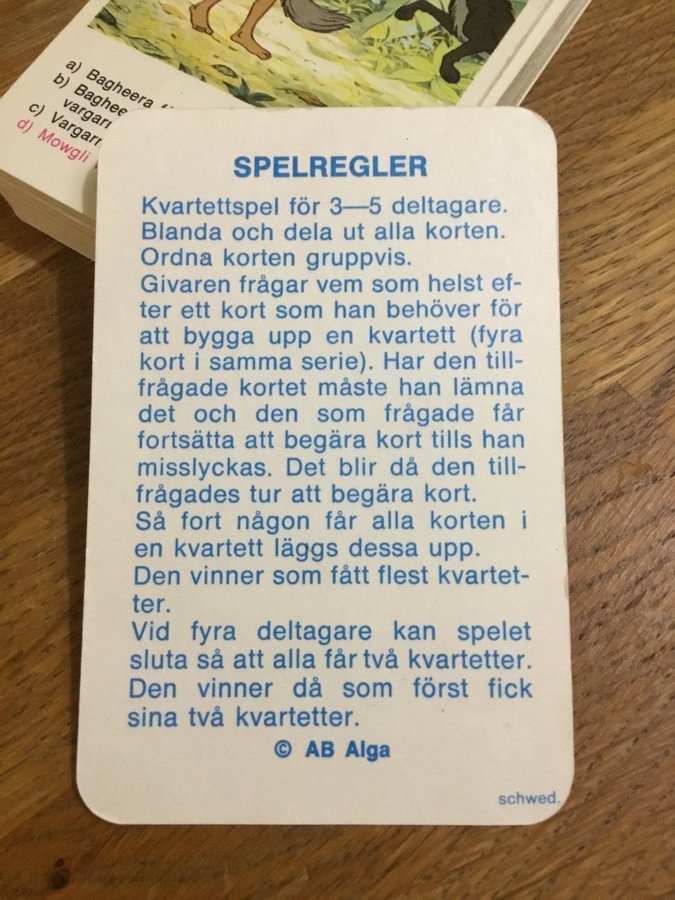 a) Bagheera
b) Baghee
vargarn
c) Vargarn
d) Mowgli
SPELREGLER
Kvartettspel för 3—5 deltagare.
Blanda och dela ut alla korten.
Ordna korten gruppvis.
Givaren frågar vem som helst ef-
ter ett kort som han behöver för
att bygga upp en kvartett (fyra
kort i samma serie). Har den till-
frågade kortet måste han lämna
det och den som frågade får
fortsätta att begära kort tills han
misslyckas. Det blir då den till-
frågades tur att begära kort.
Så fort någon får alla korten i
en kvartett läggs dessa upp.
Den vinner som fått flest kvartet-
ter.
Vid fyra deltagare kan spelet
sluta så att alla får två kvartetter.
Den vinner då som först fick
sina två kvartetter.
© AB Alga
schwed.